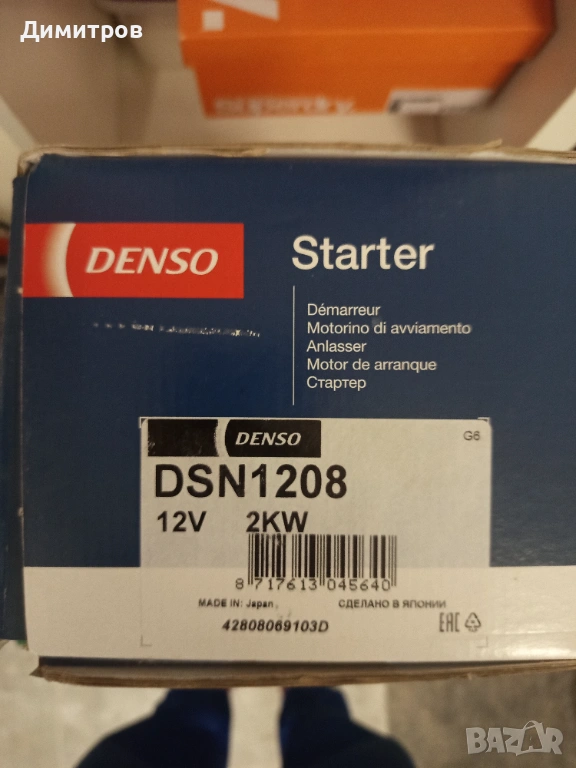 Димитров
DENSO
Starter
Démarreur
Motorino di avviamento
Anlasser
Motor de arranque
Стартер
DENSO
G6
DSN1208
12V 2KW
8 717613 045640
MADE IN: Japan,
СДЕЛАНО В ЯПОНИИ
42808069103D
EAC
BAZAR